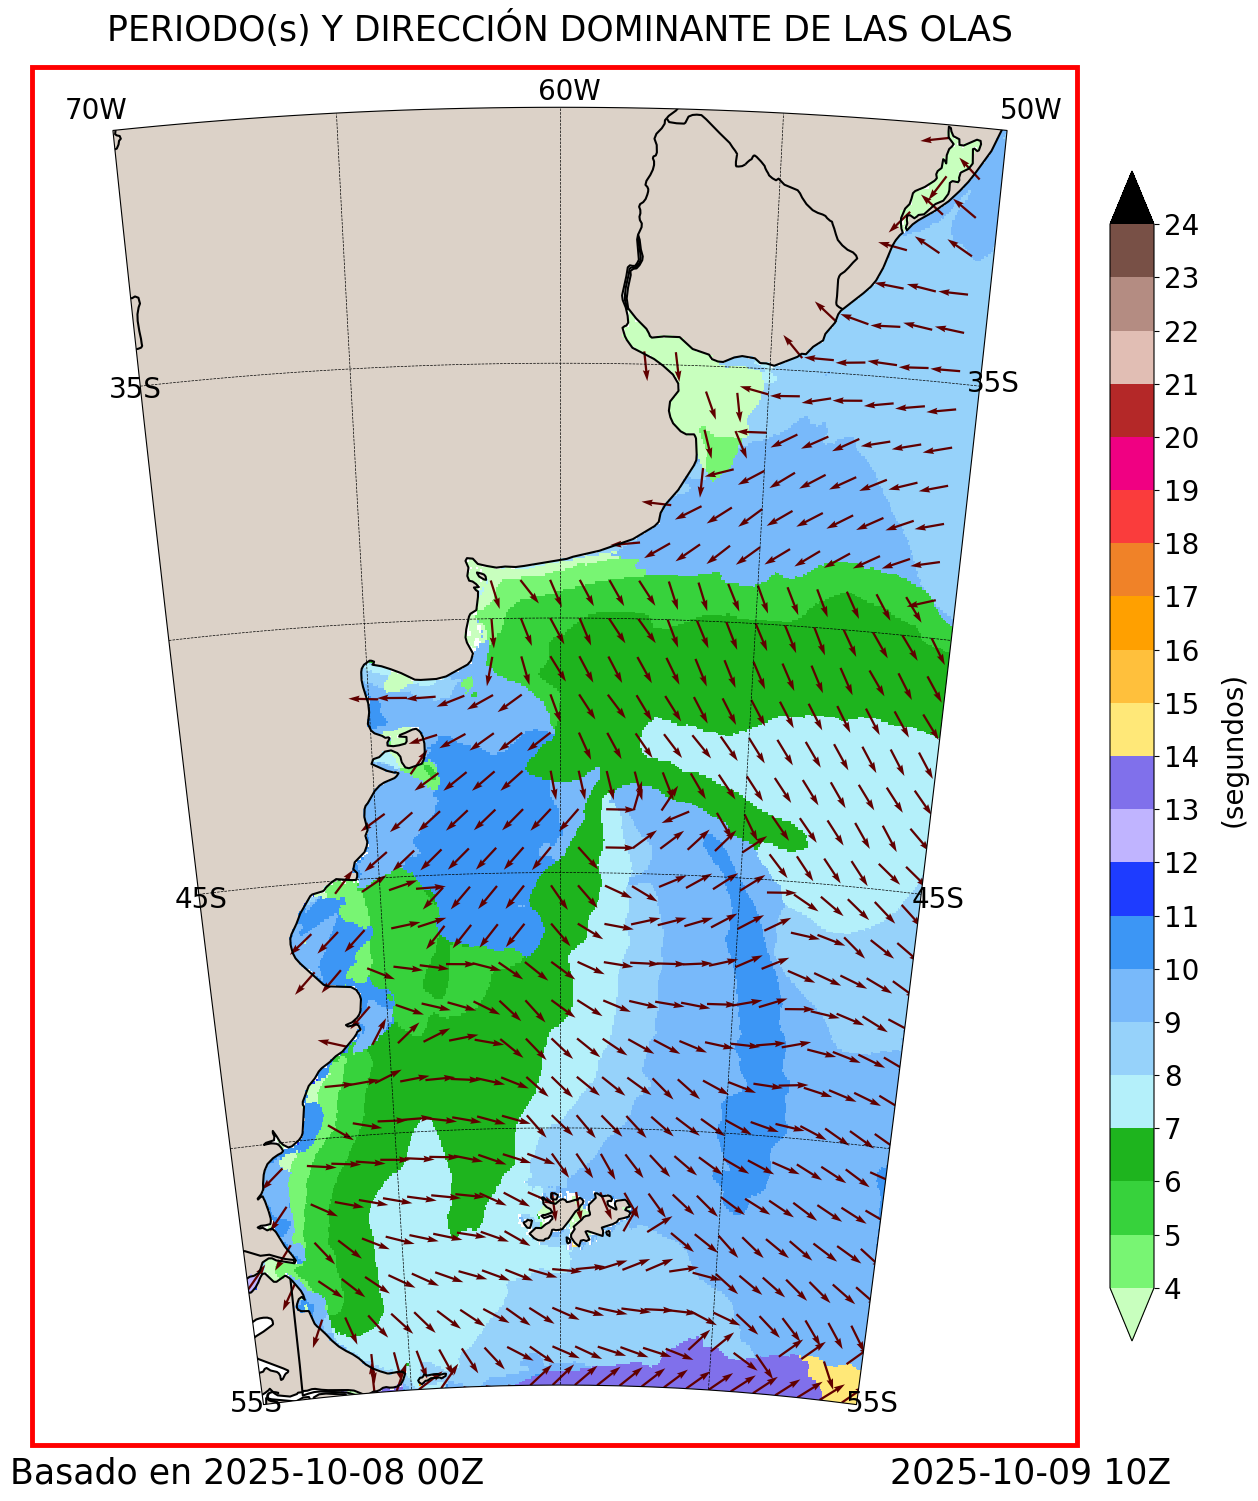 PERIODO(s) Y DIRECCIÓN DOMINANTE DE LAS OLAS
70W
60W
50W
35S
35S
45S
45S
55S
55S
24
23
22
21
20
19
18
17
16
15
14
13
12
11
10
9
8
7
6
5
4
(segundos)
Basado en 2025-10-08 00Z
2025-10-09 10Z